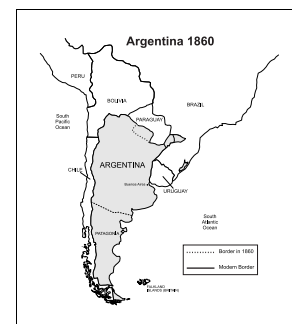 Argentina 1860
PERU
BOLIVIA
BRAZIL
South
Pacific
Ocean
PARAGUAY
ARGENTINA
CHILE
Buenos Aires
URUGUAY
South
Atlantic
Ocean
PATAGONIA
Border in 1860
Modern Border
FALKLAND
ISLANDS (BRITAIN)